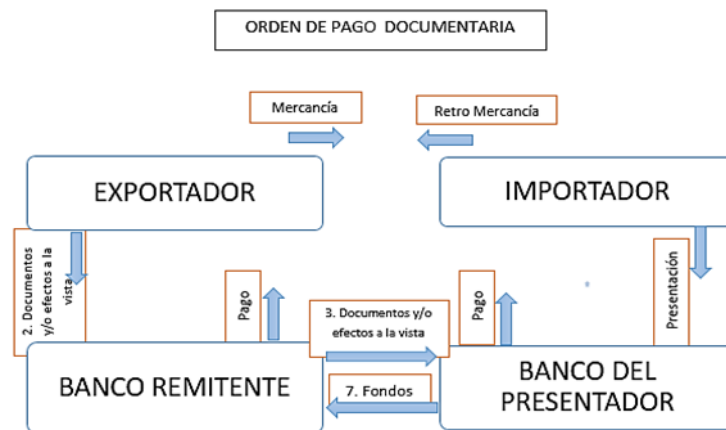 ORDEN DE PAGO DOCUMENTARIA
Mercancía
Retro Mercancía
EXPORTADOR
IMPORTADOR
2. Documentos
y/o efectos a la
vista
Pago
3. Documentos y/o
efectos a la vista
Pago
Presentación
BANCO REMITENTE
7. Fondos
BANCO DEL
PRESENTADOR